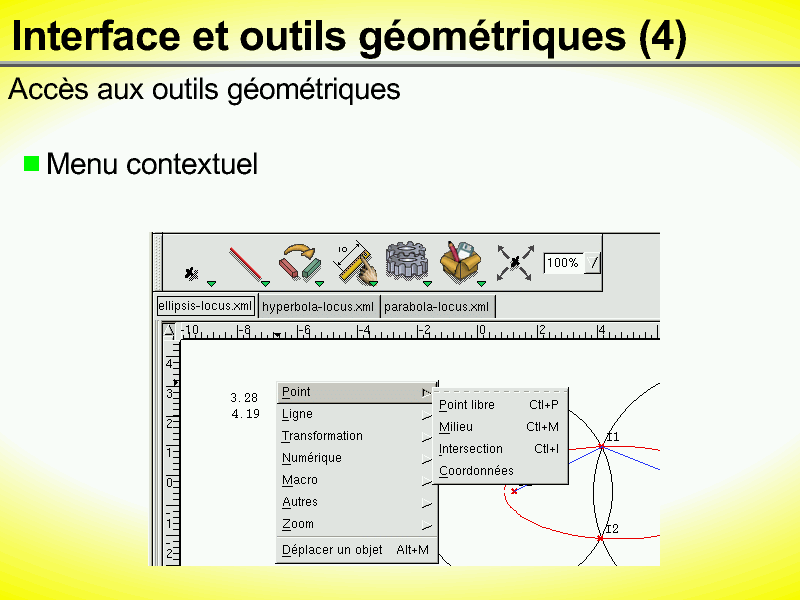 Interface et outils géométriques (4)
Accès aux outils géométriques
Menu contextuel
10
100%
ellipsis-locus.xml hyperbola-locus.xml parabola-locus.xml
-10 -8 -6 -4 -2 0 2 4
4
3
2
1
0
-1
-2
3.28
4.19
Point
Ligne
Transformation
Numérique
Macro
Autres
Zoom
Déplacer un objet Alt+M
Point libre Ctl+P
Milieu Ctl+M
Intersection Ctl+I
Coordonnées
I1
I2